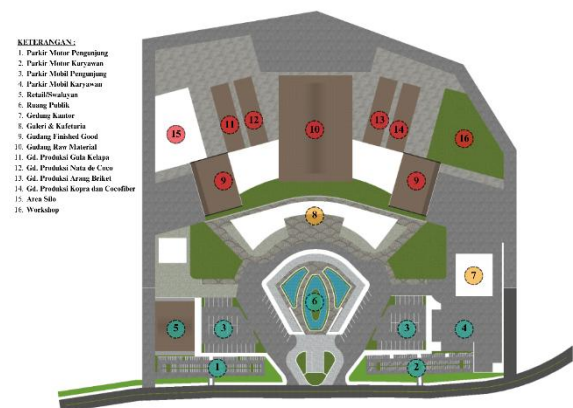 KETERANGAN :
1. Parkir Motor Pengunjung
2. Parkir Motor Karyawan
3. Parkir Mobil Pengunjung
4. Parkir Mobil Karyawan
5. Retail/Swalayan
6. Ruang Publik
7. Gedung Kantor
8. Galeri & Kafetaria
9. Gudang Finished Good
10. Gudang Raw Material
11. Gd. Produksi Gula Kelapa
12. Gd. Produksi Nata de Coco
13. Gd. Produksi Arang Briket
14. Gd. Produksi Kopra dan Cocofiber
15. Area Silo
16. Workshop
10
11
12
13
14
15
16
9
9
8
7
6
5
3
3
4
1
2